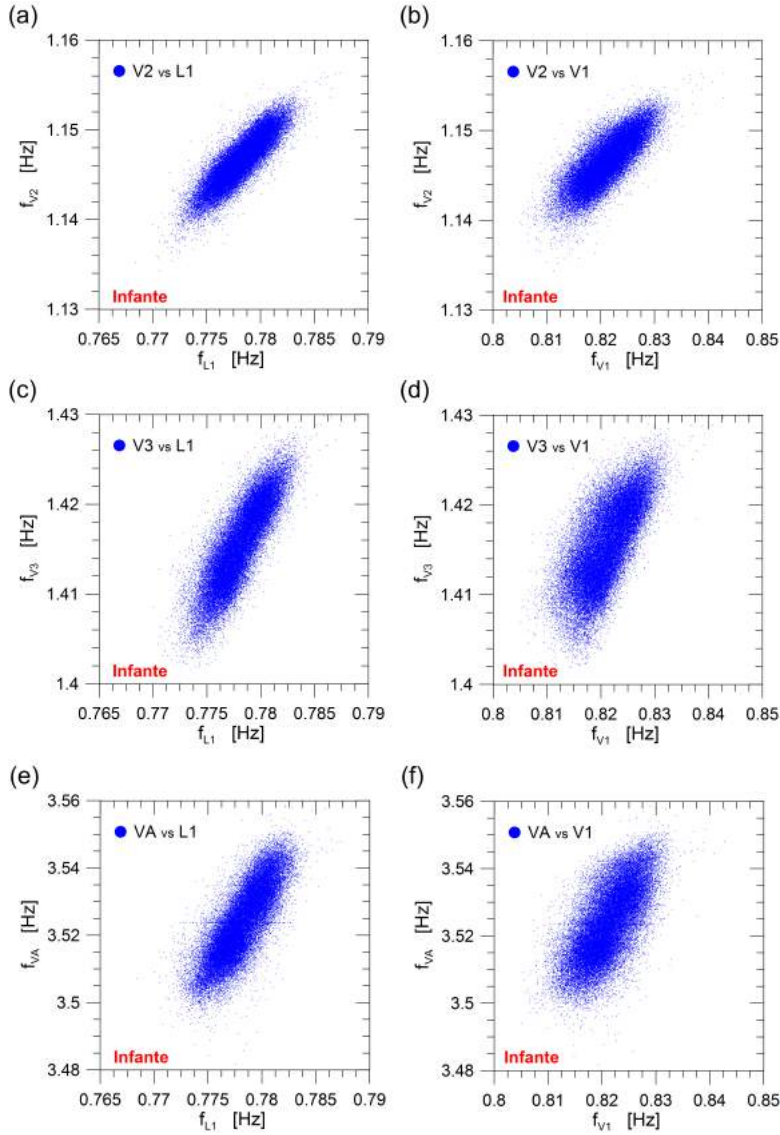 (a)
1.16
V2 vs L1
1.15
f_V2 [Hz]
1.14
Infante
1.13
0.765 0.77 0.775 0.78 0.785 0.79
f_L1 [Hz]
(b)
1.16
V2 vs V1
1.15
f_V2 [Hz]
1.14
Infante
1.13
0.8 0.81 0.82 0.83 0.84 0.85
f_V1 [Hz]
(c)
1.43
V3 vs L1
1.42
f_V3 [Hz]
1.41
Infante
1.4
0.765 0.77 0.775 0.78 0.785 0.79
f_L1 [Hz]
(d)
1.43
V3 vs V1
1.42
f_V3 [Hz]
1.41
Infante
1.4
0.8 0.81 0.82 0.83 0.84 0.85
f_V1 [Hz]
(e)
3.56
VA vs L1
3.54
f_VA [Hz]
3.52
3.5
Infante
3.48
0.765 0.77 0.775 0.78 0.785 0.79
f_L1 [Hz]
(f)
3.56
VA vs V1
3.54
f_VA [Hz]
3.52
3.5
Infante
3.48
0.8 0.81 0.82 0.83 0.84 0.85
f_V1 [Hz]